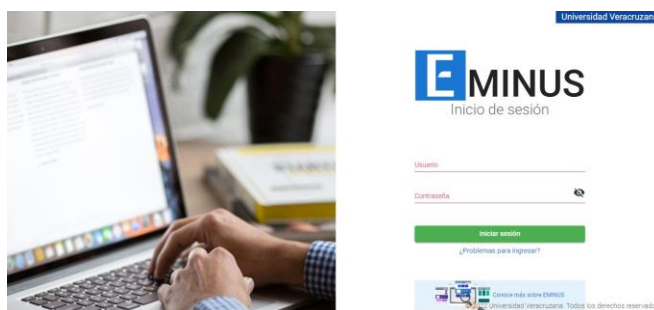 Universidad Veracruzana
EMINUS
Inicio de sesión
Usuario
Contraseña
Iniciar sesión
¿Problemas para ingresar?
Conoce más sobre EMINUS
Universidad Veracruzana. Todos los derechos reservado